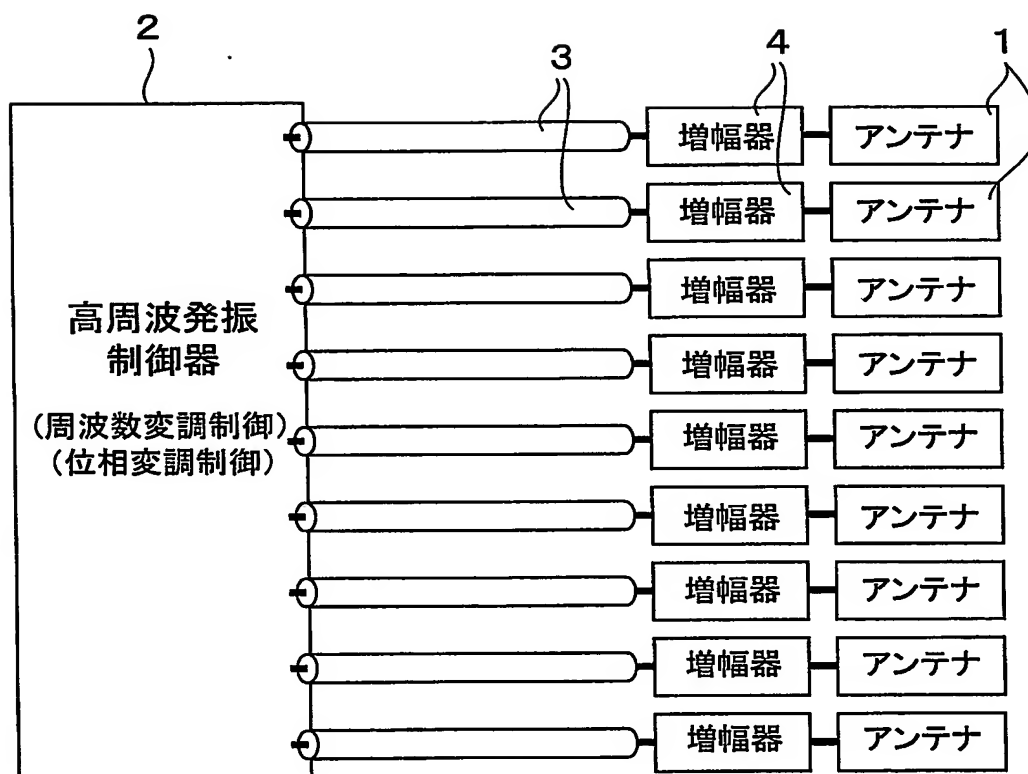 2
3
4
1
高周波発振
制御器
(周波数変調制御)
(位相変調制御)
増幅器
アンテナ
増幅器
アンテナ
増幅器
アンテナ
増幅器
アンテナ
増幅器
アンテナ
増幅器
アンテナ
増幅器
アンテナ
増幅器
アンテナ
増幅器
アンテナ